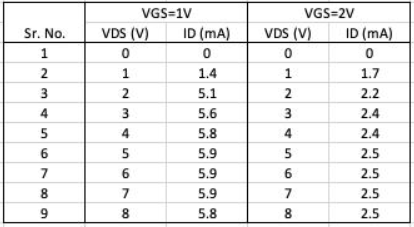 VGS=1V VGS=2V
Sr. No. VDS (V) ID (mA) VDS (V) ID (mA)
1 0 0 0 0
2 1 1.4 1 1.7
3 2 5.1 2 2.2
4 3 5.6 3 2.4
5 4 5.8 4 2.4
6 5 5.9 5 2.5
7 6 5.9 6 2.5
8 7 5.9 7 2.5
9 8 5.8 8 2.5